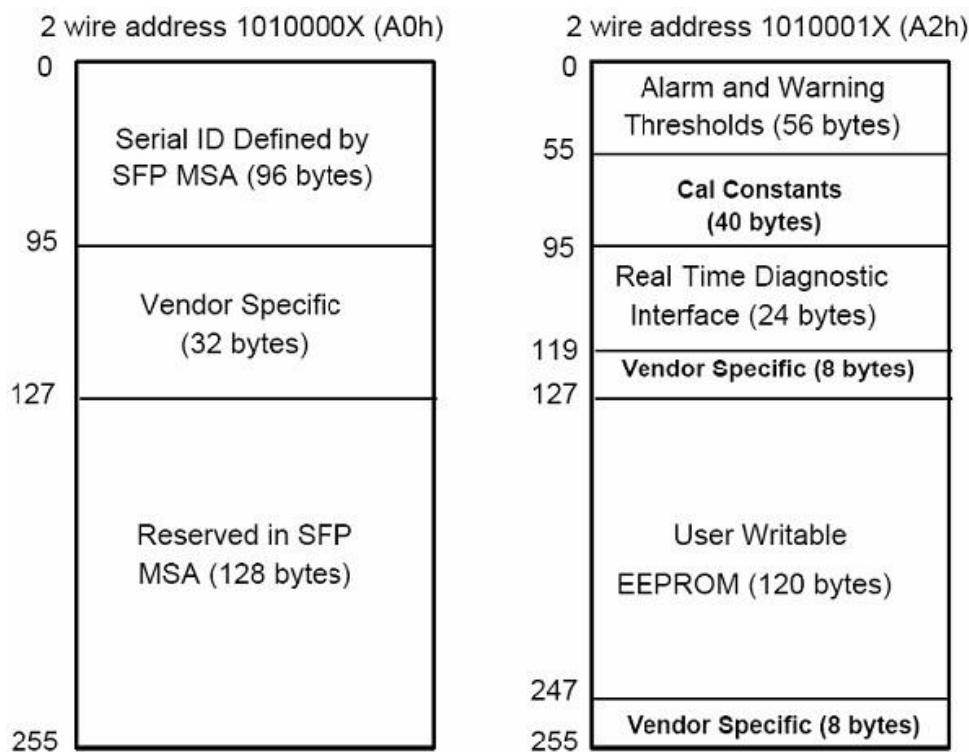 2 wire address 1010000X (A0h)
0
Serial ID Defined by
SFP MSA (96 bytes)
95
Vendor Specific
(32 bytes)
127
Reserved in SFP
MSA (128 bytes)
255
2 wire address 1010001X (A2h)
0
Alarm and Warning
Thresholds (56 bytes)
55
Cal Constants
(40 bytes)
95
Real Time Diagnostic
Interface (24 bytes)
119
Vendor Specific (8 bytes)
127
User Writable
EEPROM (120 bytes)
247
Vendor Specific (8 bytes)
255